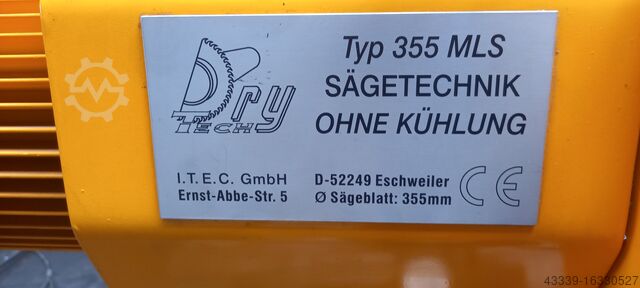 Dry
TECH
Typ 355 MLS
SÄGETECHNIK
OHNE KÜHLUNG
I.T.E.C. GmbH
Ernst-Abbe-Str. 5
D-52249 Eschweiler
Ø Sägeblatt: 355mm
CE
43339-16330527